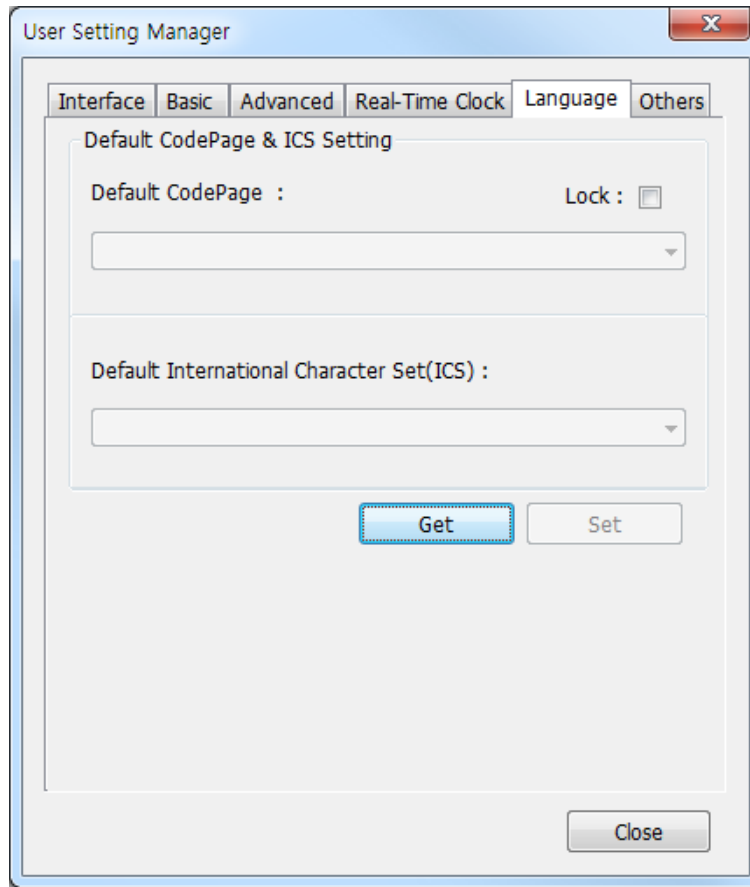 User Setting Manager
Interface Basic Advanced Real-Time Clock Language Others
Default CodePage & ICS Setting
Default CodePage : Lock :
Default International Character Set(ICS) :
Get Set
Close